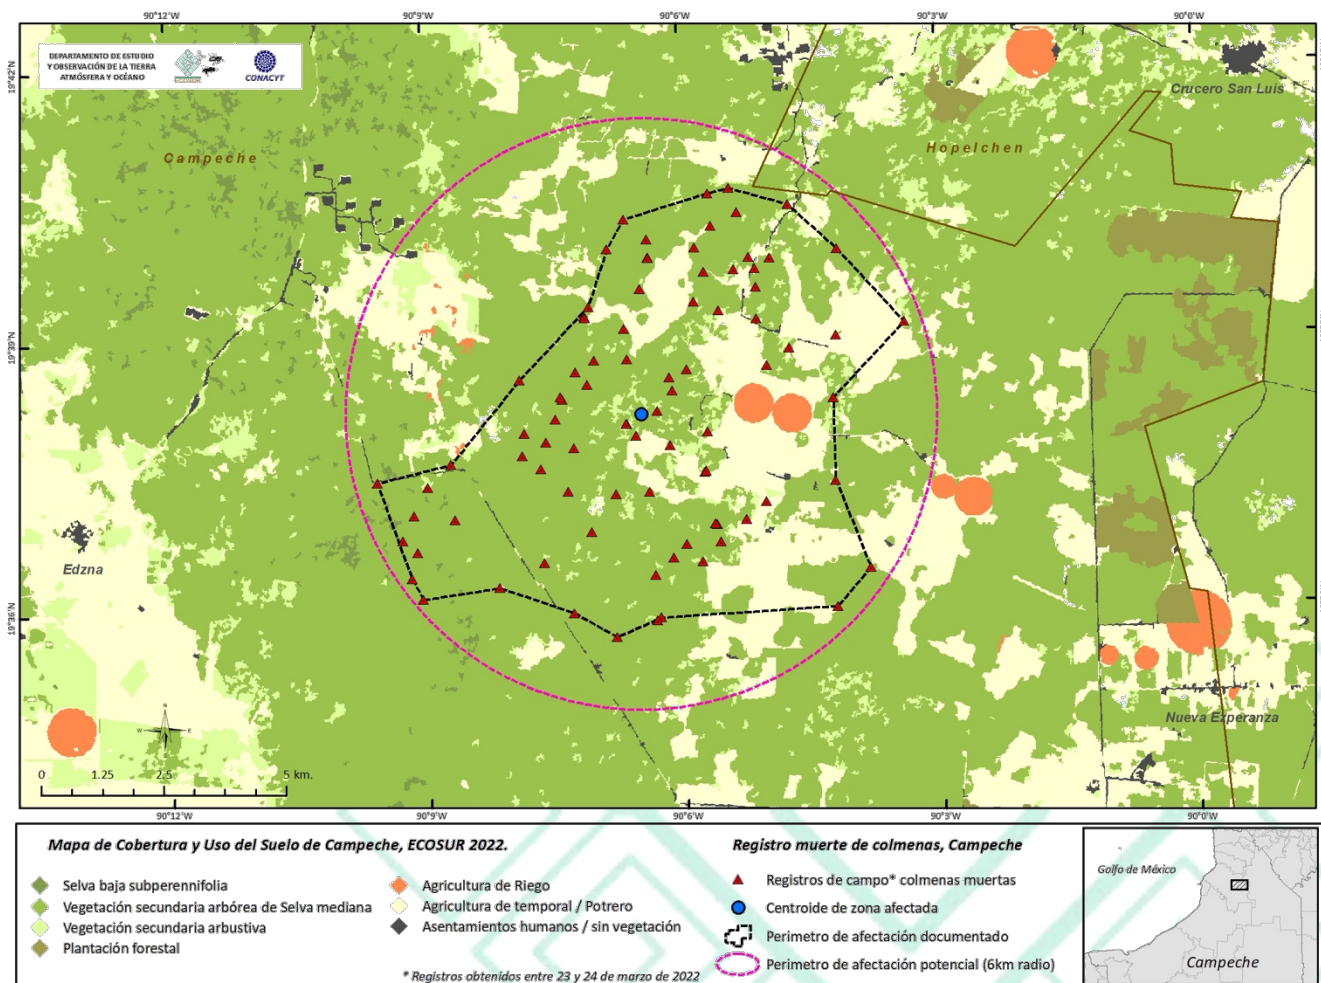 90°12'W 90°9'W 90°6'W 90°3'W 90°0'W
DEPARTAMENTO DE ESTUDIO
Y OBSERVACIÓN DE LA TIERRA
ATMÓSFERA Y OCÉANO
CONACYT
19°42'N
19°39'N
19°36'N
Crucero San Luis
Campeche
Hopelchen
Edzna
Nueva Ezperanza
N
W E
0 1.25 2.5 5 km.
90°12'W 90°9'W 90°6'W 90°3'W 90°0'W
Mapa de Cobertura y Uso del Suelo de Campeche, ECOSUR 2022.
Selva baja subperennifolia
Vegetación secundaria arbórea de Selva mediana
Vegetación secundaria arbustiva
Plantación forestal
Agricultura de Riego
Agricultura de temporal / Potrero
Asentamientos humanos / sin vegetación
* Registros obtenidos entre 23 y 24 de marzo de 2022
Registro muerte de colmenas, Campeche
Registros de campo* colmenas muertas
Centroide de zona afectada
Perimetro de afectación documentado
Perimetro de afectación potencial (6km radio)
Golfo de México
Campeche